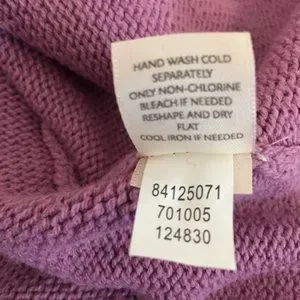 HAND WASH COLD
SEPARATELY
ONLY NON-CHLORINE
BLEACH IF NEEDED
RESHAPE AND DRY
FLAT
COOL IRON IF NEEDED
84125071
701005
124830